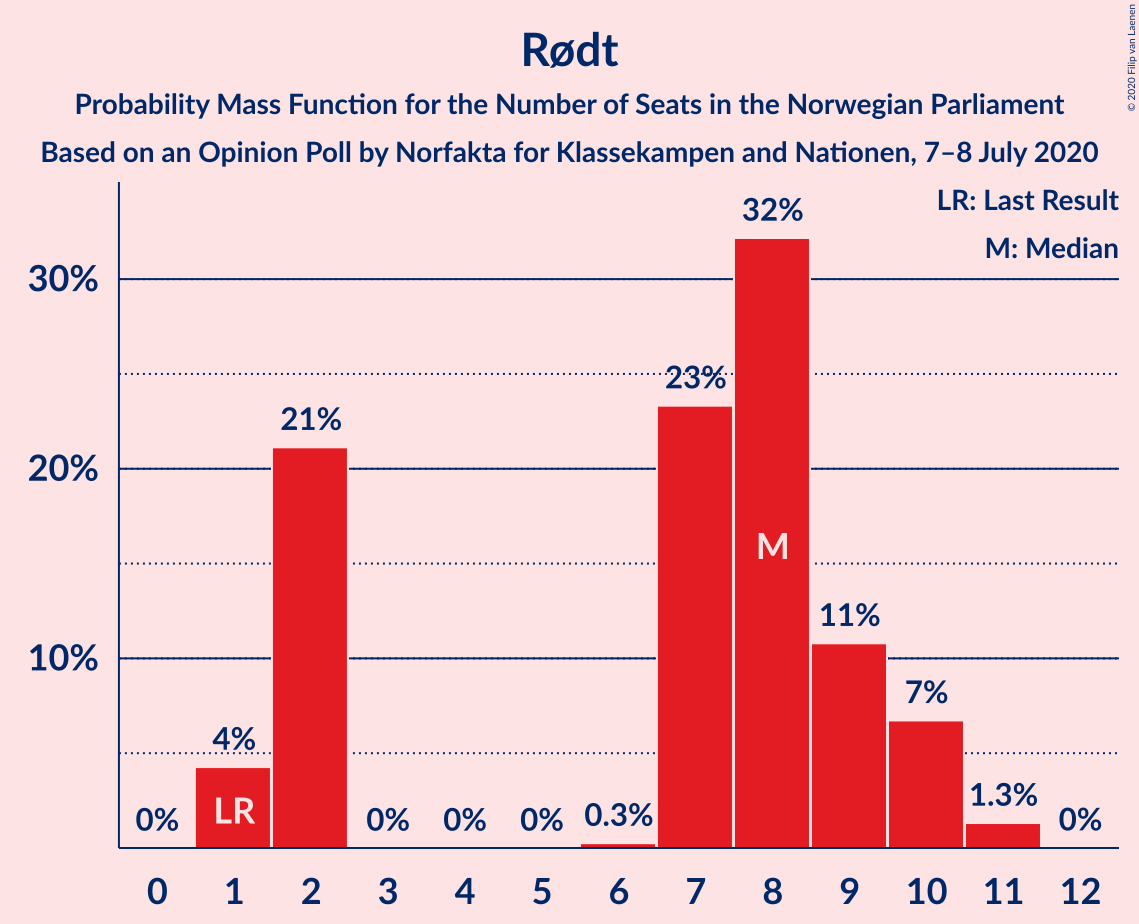 Rødt
Probability Mass Function for the Number of Seats in the Norwegian Parliament
Based on an Opinion Poll by Norfakta for Klassekampen and Nationen, 7–8 July 2020
© 2020 Filip van Laenen
LR: Last Result
M: Median
30%
20%
10%
0%
4%
21%
0%
0%
0%
0.3%
23%
32%
11%
7%
1.3%
0%
LR
M
0 1 2 3 4 5 6 7 8 9 10 11 12